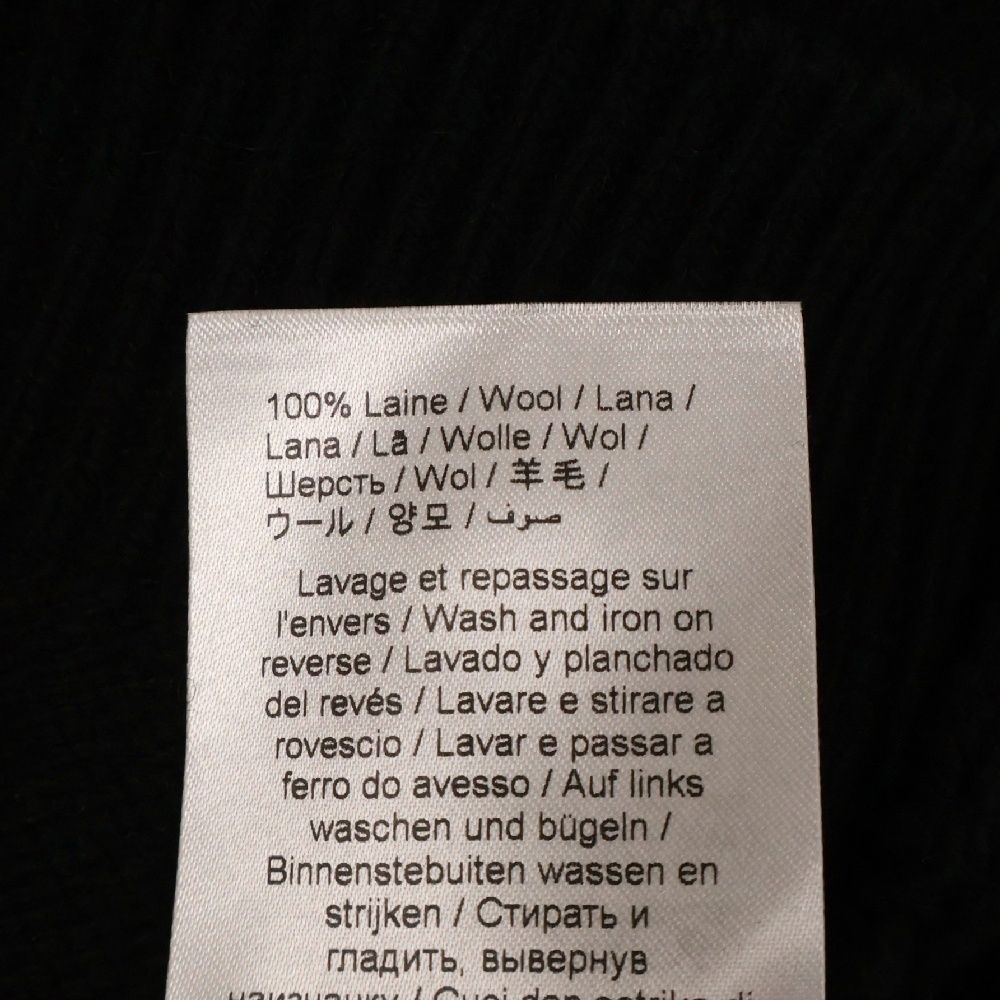 100% Laine / Wool / Lana /
Lana / Lã / Wolle / Wol /
Шерсть / Wol / 羊毛 /
ウール / 양모 / صوف
Lavage et repassage sur
l'envers / Wash and iron on
reverse / Lavado y planchado
del revés / Lavare e stirare a
rovescio / Lavar e passar a
ferro do avesso / Auf links
waschen und bügeln /
Binnenstebuiten wassen en
strijken / Стирать и
гладить, вывернув
наизнанку /